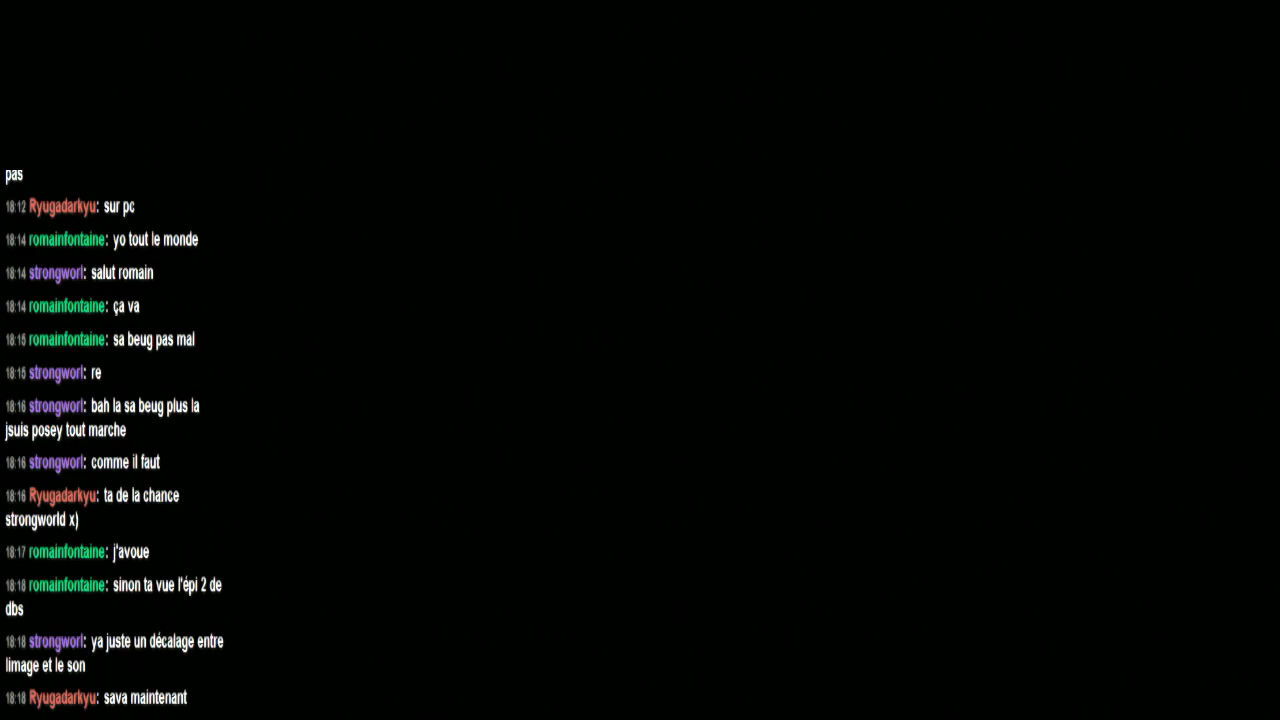 pas
18:12 Ryugadarkyu: sur pc
18:14 romainfontaine: yo tout le monde
18:14 strongworl: salut romain
18:14 romainfontaine: ça va
18:15 romainfontaine: sa beug pas mal
18:15 strongworl: re
18:16 strongworl: bah la sa beug plus la
jsuis posey tout marche
18:16 strongworl: comme il faut
18:16 Ryugadarkyu: ta de la chance
strongworld x)
18:17 romainfontaine: j'avoue
18:18 romainfontaine: sinon ta vue l'épi 2 de
dbs
18:18 strongworl: ya juste un décalage entre
limage et le son
18:18 Ryugadarkyu: sava maintenant